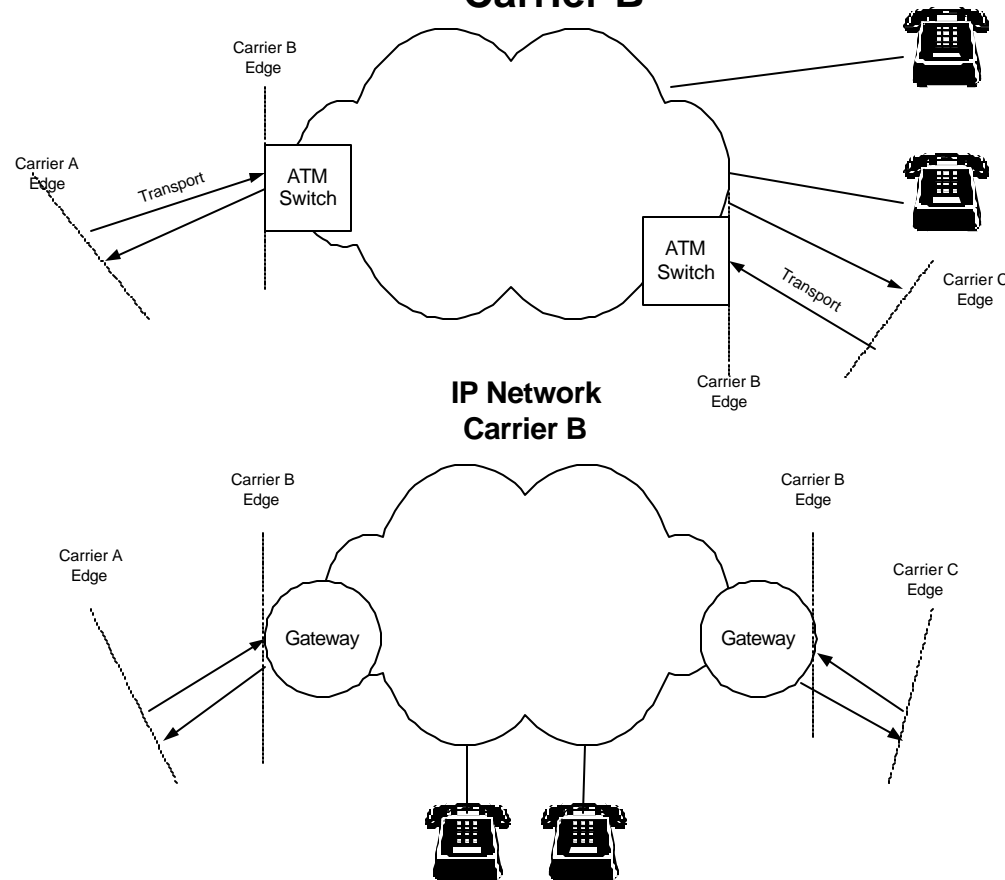 Carrier B
Carrier B
Edge
Carrier A
Edge
Transport
ATM
Switch
ATM
Switch
Transport
Carrier C
Edge
Carrier B
Edge
IP Network
Carrier B
Carrier B
Edge
Carrier B
Edge
Carrier A
Edge
Carrier C
Edge
Gateway
Gateway